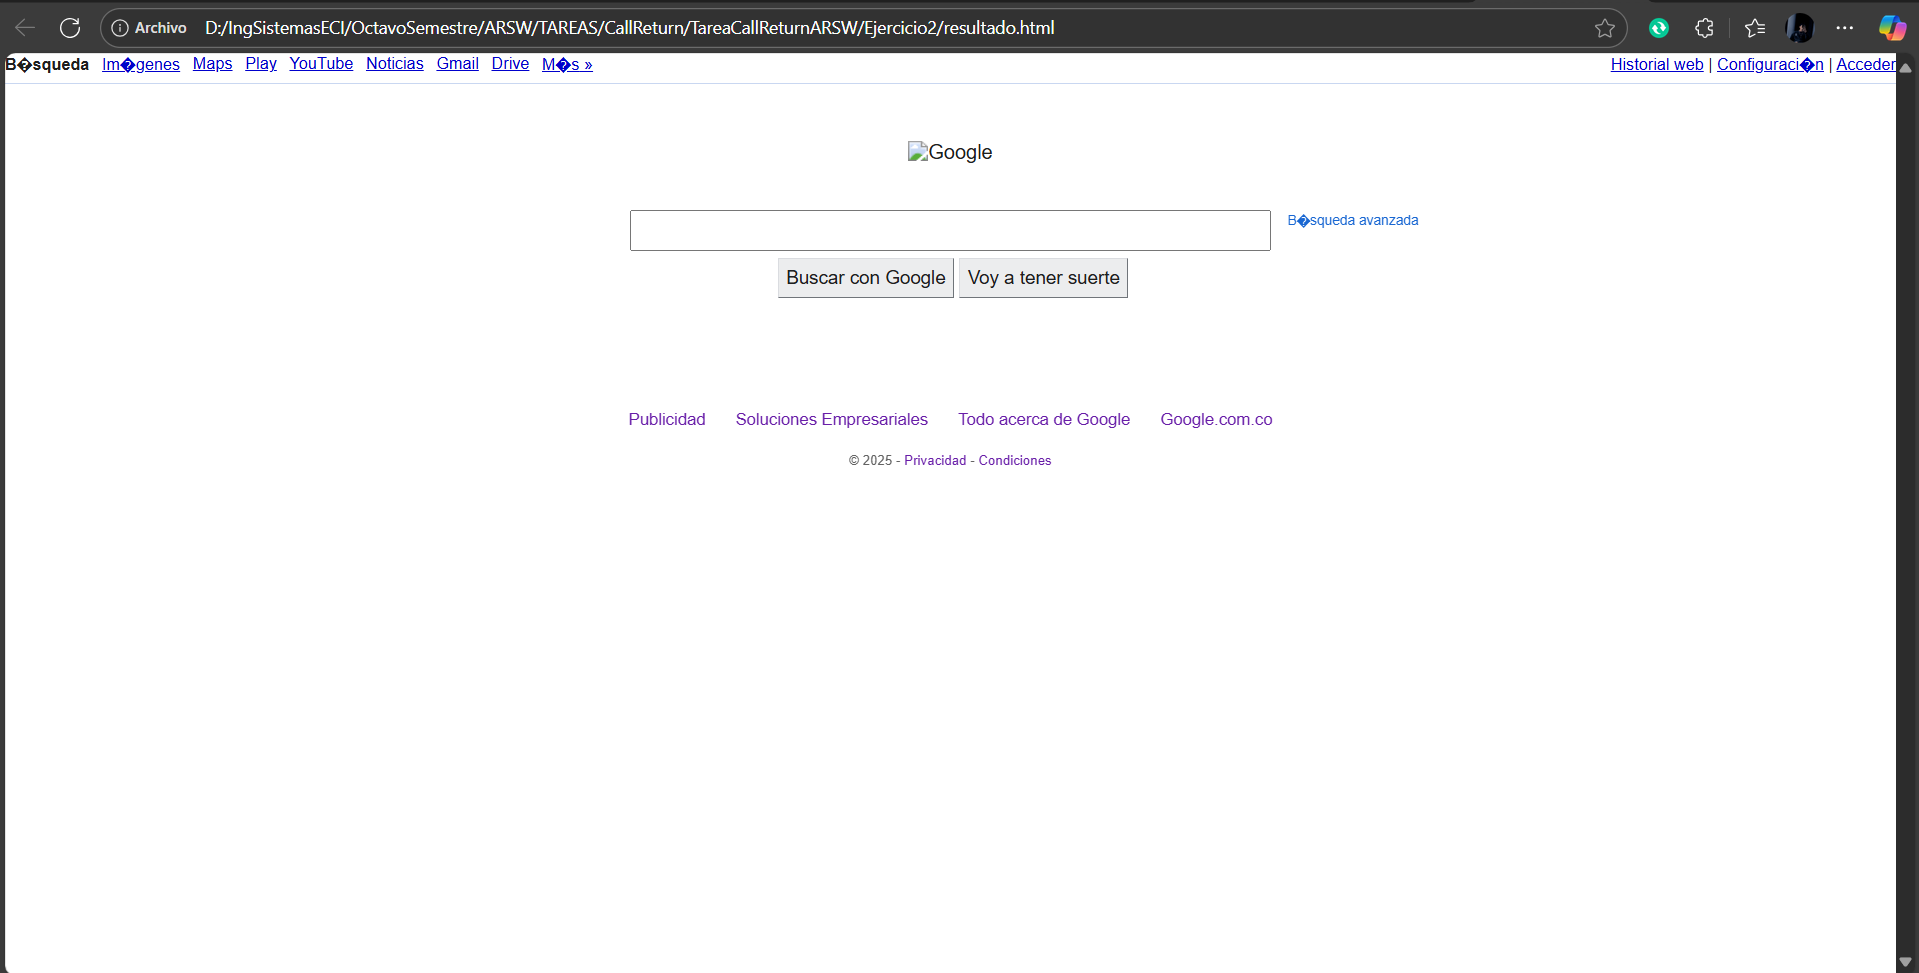 Archivo D:/IngSistemasECI/OctavoSemestre/ARSW/TAREAS/CallReturn/TareaCallReturnARSW/Ejercicio2/resultado.html
B�squeda Im�genes Maps Play YouTube Noticias Gmail Drive M�s » Historial web | Configuraci�n | Acceder
Google
B�squeda avanzada
Buscar con Google Voy a tener suerte
Publicidad Soluciones Empresariales Todo acerca de Google Google.com.co
© 2025 - Privacidad - Condiciones